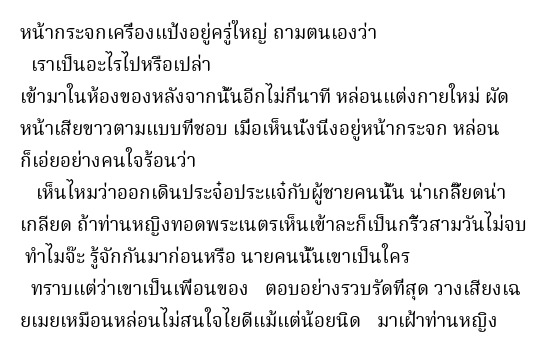 หน้ากระจกเครื่องแป้งอยู่ครู่ใหญ่ ถามตนเองว่า
เราเป็นอะไรไปหรือเปล่า
เข้ามาในห้องของหลังจากนั้นอีกไม่กี่นาที หล่อนแต่งกายใหม่ ผัด
หน้าเสียขาวตามแบบที่ชอบ เมื่อเห็นนั่งนิ่งอยู่หน้ากระจก หล่อน
ก็เอ่ยอย่างคนใจร้อนว่า
เห็นไหมว่าออกเดินประจ๋อประแจ๋กับผู้ชายคนนั้น น่าเกลี๊ยดน่า
เกลียด ถ้าท่านหญิงทอดพระเนตรเห็นเข้าละก็เป็นกริ้วสามวันไม่จบ
ทำไมจ๊ะ รู้จักกันมาก่อนหรือ นายคนนั้นเขาเป็นใคร
ทราบแต่ว่าเขาเป็นเพื่อนของ ตอบอย่างรวบรัดที่สุด วางเสียงเฉ
ยเมยเหมือนหล่อนไม่สนใจไยดีแม้แต่น้อยนิด มาเฝ้าท่านหญิง